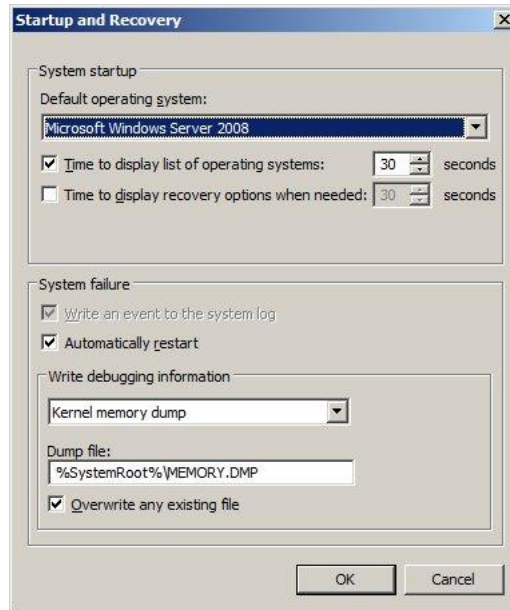 Startup and Recovery
System startup
Default operating system:
Microsoft Windows Server 2008
Time to display list of operating systems: 30 seconds
Time to display recovery options when needed: 30 seconds
System failure
Write an event to the system log
Automatically restart
Write debugging information
Kernel memory dump
Dump file:
%SystemRoot%\MEMORY.DMP
Overwrite any existing file
OK Cancel